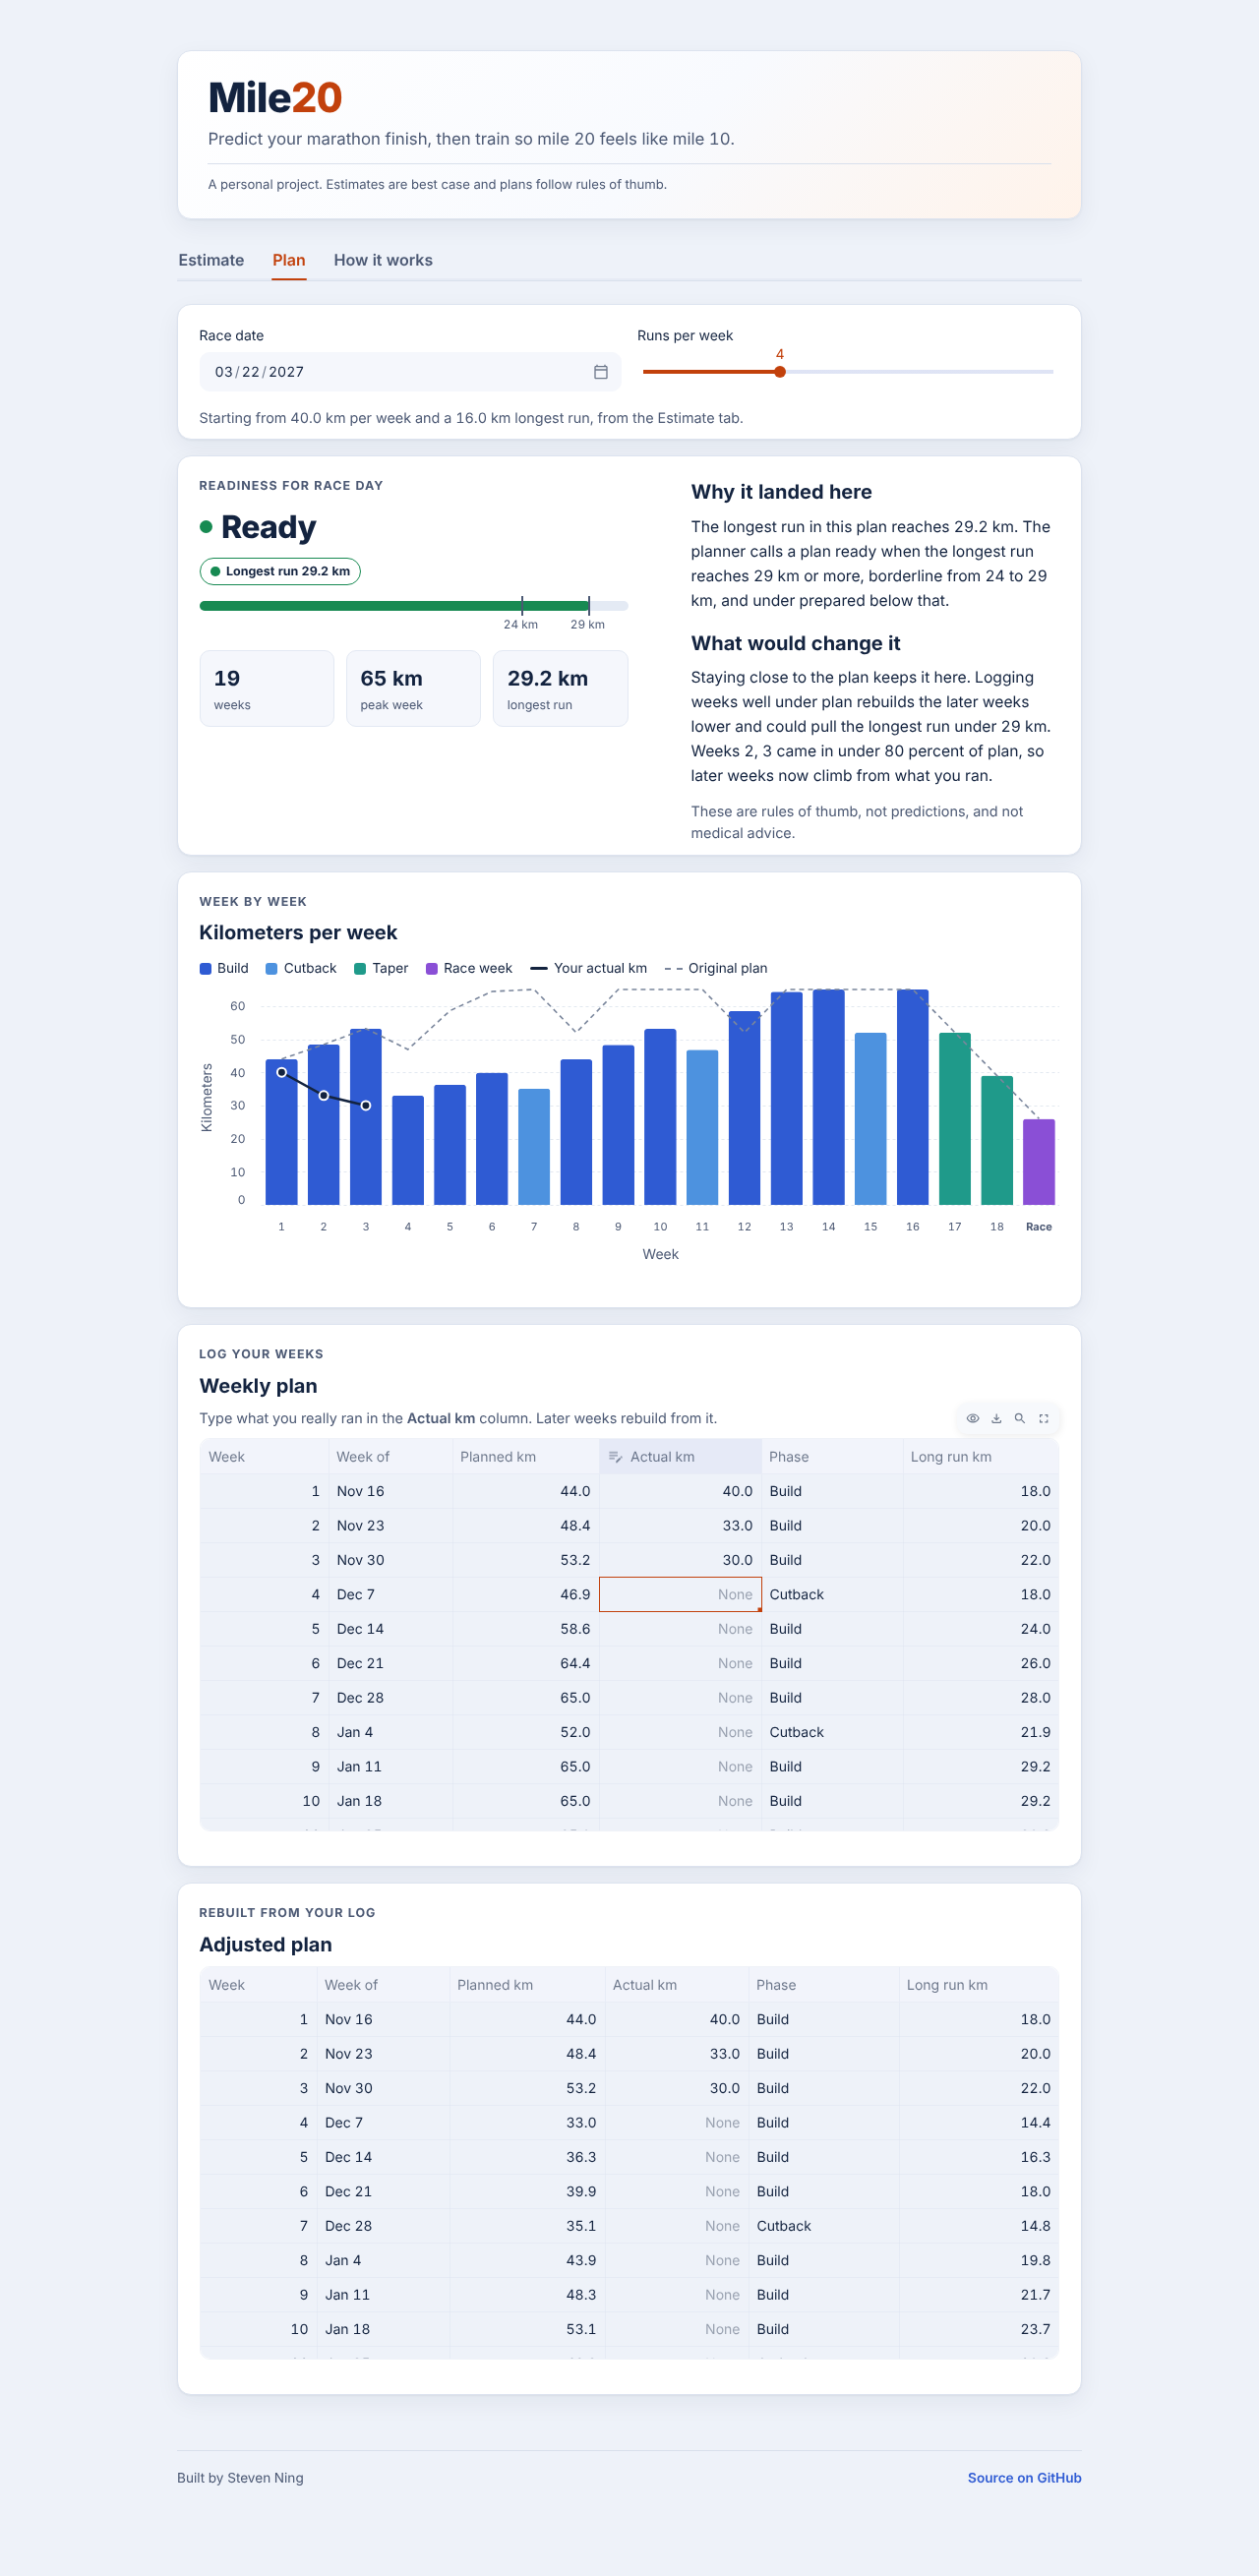 Mile20
Predict your marathon finish, then train so mile 20 feels like mile 10.
A personal project. Estimates are best case and plans follow rules of thumb.
Estimate Plan How it works
Race date
03/22/2027
Runs per week
4
Starting from 40.0 km per week and a 16.0 km longest run, from the Estimate tab.
READINESS FOR RACE DAY
Ready
Longest run 29.2 km
24 km 29 km
19
weeks
65 km
peak week
29.2 km
longest run
Why it landed here
The longest run in this plan reaches 29.2 km. The
planner calls a plan ready when the longest run
reaches 29 km or more, borderline from 24 to 29
km, and under prepared below that.
What would change it
Staying close to the plan keeps it here. Logging
weeks well under plan rebuilds the later weeks
lower and could pull the longest run under 29 km.
Weeks 2, 3 came in under 80 percent of plan, so
later weeks now climb from what you ran.
These are rules of thumb, not predictions, and not
medical advice.
WEEK BY WEEK
Kilometers per week
Build Cutback Taper Race week Your actual km Original plan
Kilometers
60
50
40
30
20
10
0
1 2 3 4 5 6 7 8 9 10 11 12 13 14 15 16 17 18 Race
Week
LOG YOUR WEEKS
Weekly plan
Type what you really ran in the Actual km column. Later weeks rebuild from it.
Week Week of Planned km Actual km Phase Long run km
1 Nov 16 44.0 40.0 Build 18.0
2 Nov 23 48.4 33.0 Build 20.0
3 Nov 30 53.2 30.0 Build 22.0
4 Dec 7 46.9 None Cutback 18.0
5 Dec 14 58.6 None Build 24.0
6 Dec 21 64.4 None Build 26.0
7 Dec 28 65.0 None Build 28.0
8 Jan 4 52.0 None Cutback 21.9
9 Jan 11 65.0 None Build 29.2
10 Jan 18 65.0 None Build 29.2
REBUILT FROM YOUR LOG
Adjusted plan
Week Week of Planned km Actual km Phase Long run km
1 Nov 16 44.0 40.0 Build 18.0
2 Nov 23 48.4 33.0 Build 20.0
3 Nov 30 53.2 30.0 Build 22.0
4 Dec 7 33.0 None Build 14.4
5 Dec 14 36.3 None Build 16.3
6 Dec 21 39.9 None Build 18.0
7 Dec 28 35.1 None Cutback 14.8
8 Jan 4 43.9 None Build 19.8
9 Jan 11 48.3 None Build 21.7
10 Jan 18 53.1 None Build 23.7
Built by Steven Ning
Source on GitHub